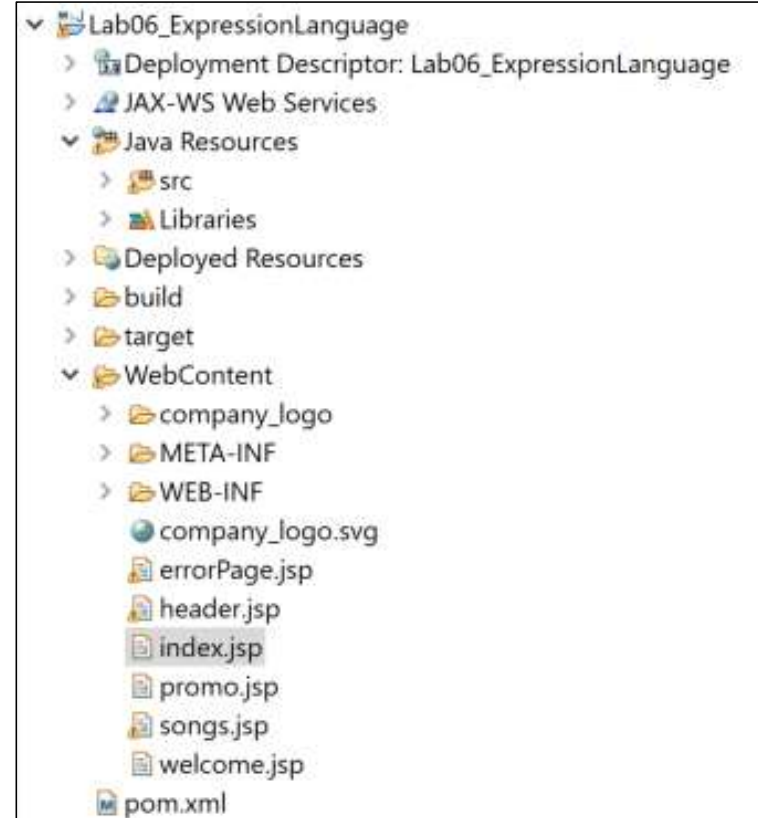 Lab06_ExpressionLanguage
Deployment Descriptor: Lab06_ExpressionLanguage
JAX-WS Web Services
Java Resources
src
Libraries
Deployed Resources
build
target
WebContent
company_logo
META-INF
WEB-INF
company_logo.svg
errorPage.jsp
header.jsp
index.jsp
promo.jsp
songs.jsp
welcome.jsp
pom.xml